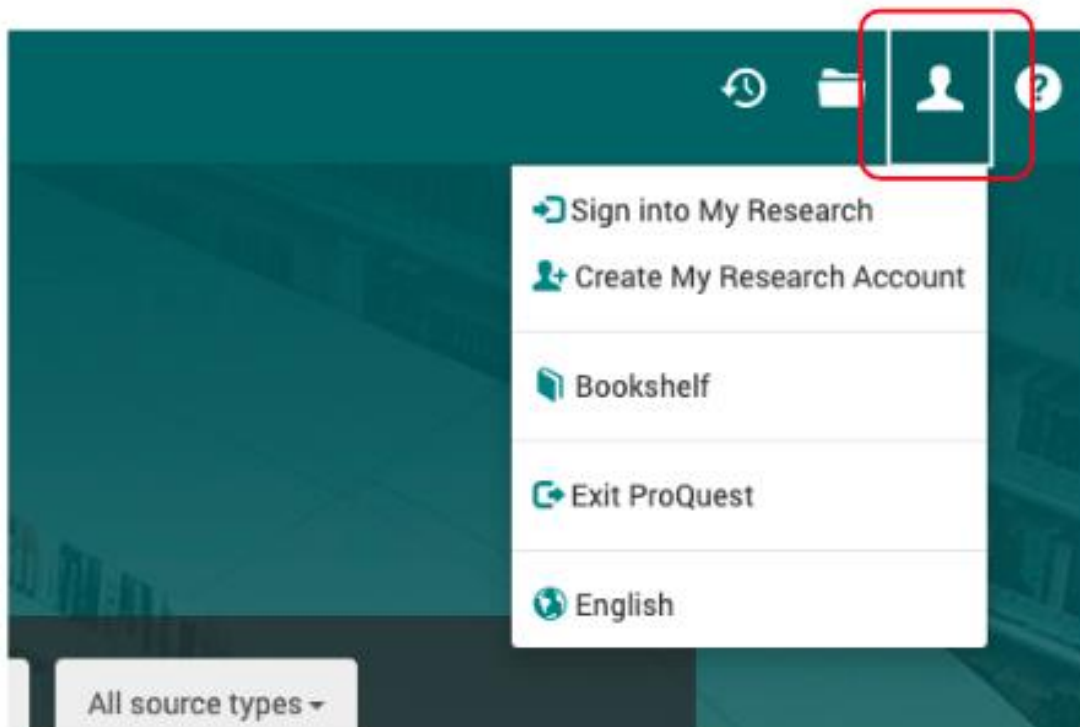 Sign into My Research
Create My Research Account
Bookshelf
Exit ProQuest
English
All source types